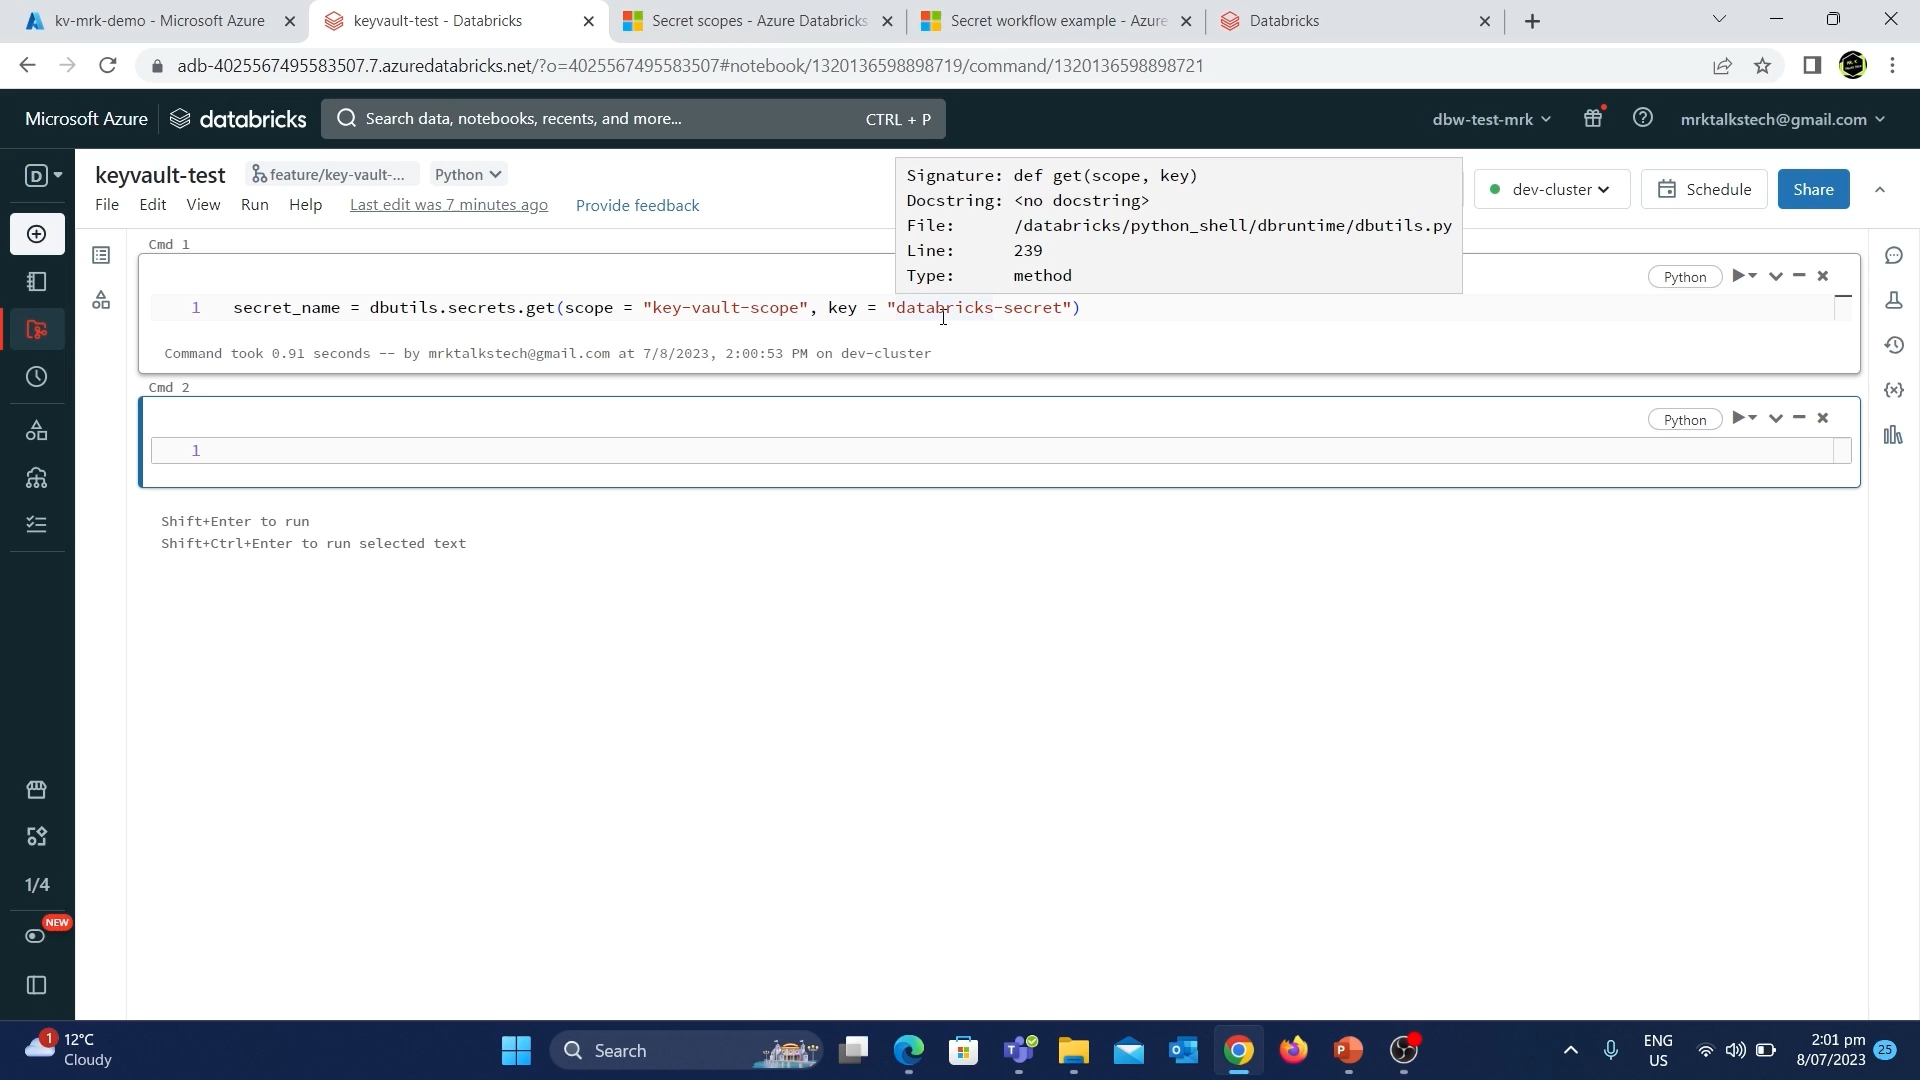 kv-mrk-demo - Microsoft Azure
keyvault-test - Databricks
Secret scopes - Azure Databricks
Secret workflow example - Azure
Databricks
adb-4025567495583507.7.azuredatabricks.net/?o=4025567495583507#notebook/1320136598898719/command/1320136598898721
Microsoft Azure
databricks
Search data, notebooks, recents, and more...
CTRL + P
dbw-test-mrk
mrktalkstech@gmail.com
D
keyvault-test
feature/key-vault-...
Python
File Edit View Run Help Last edit was 7 minutes ago Provide feedback
Signature: def get(scope, key)
Docstring: <no docstring>
File: /databricks/python_shell/dbruntime/dbutils.py
Line: 239
Type: method
dev-cluster
Schedule
Share
Cmd 1
Python
1 secret_name = dbutils.secrets.get(scope = "key-vault-scope", key = "databricks-secret")
Command took 0.91 seconds -- by mrktalkstech@gmail.com at 7/8/2023, 2:00:53 PM on dev-cluster
Cmd 2
Python
1
Shift+Enter to run
Shift+Ctrl+Enter to run selected text
1/4
NEW
1
12°C
Cloudy
Search
ENG
US
2:01 pm
8/07/2023
25